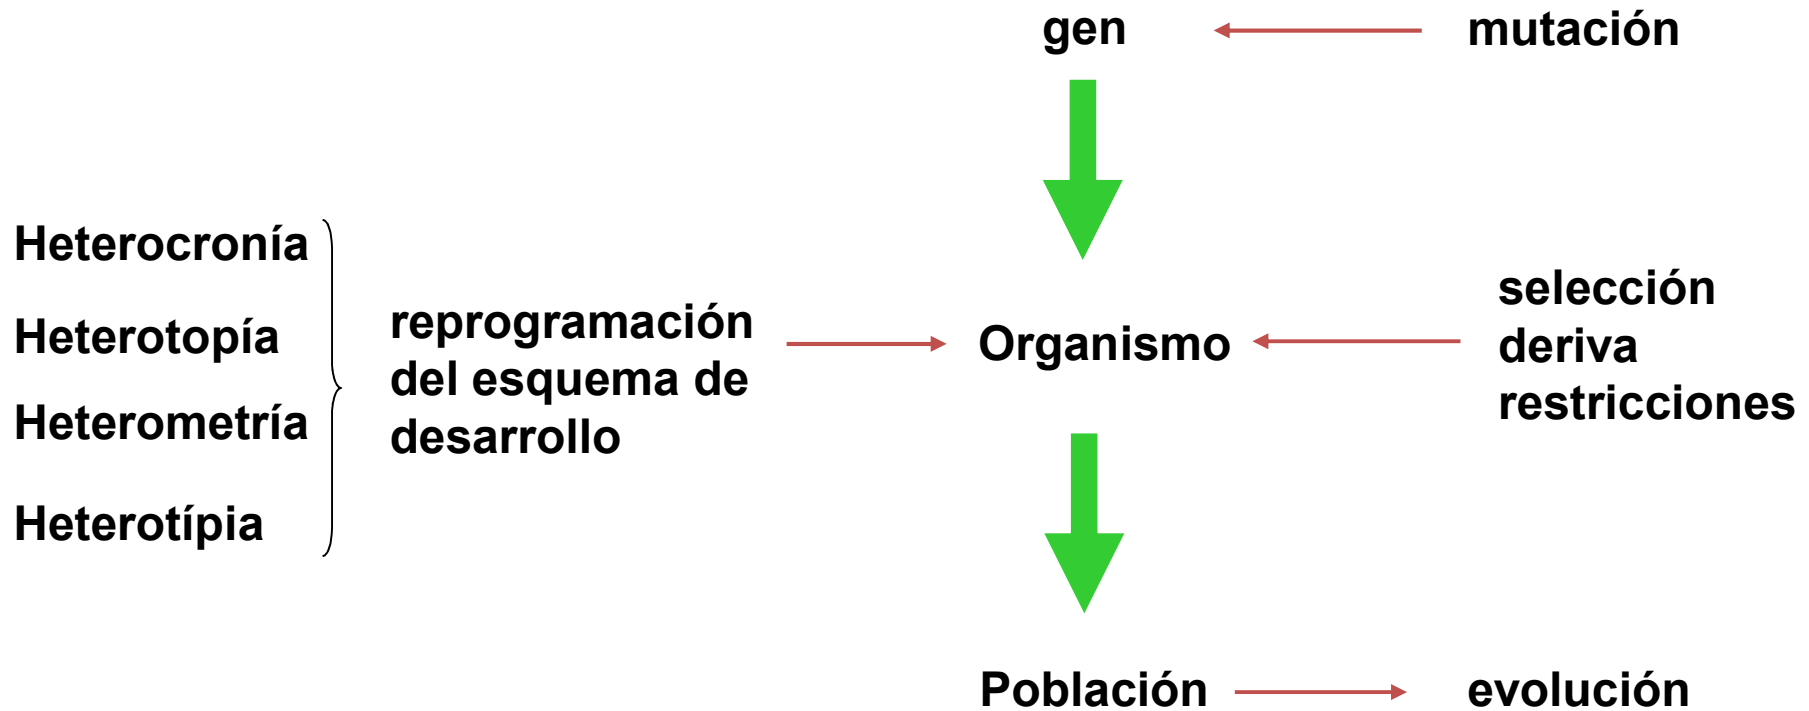 gen
mutación
Heterocronía
Heterotopía
Heterometría
Heterotípia
reprogramación
del esquema de
desarrollo
Organismo
selección
deriva
restricciones
Población
evolución